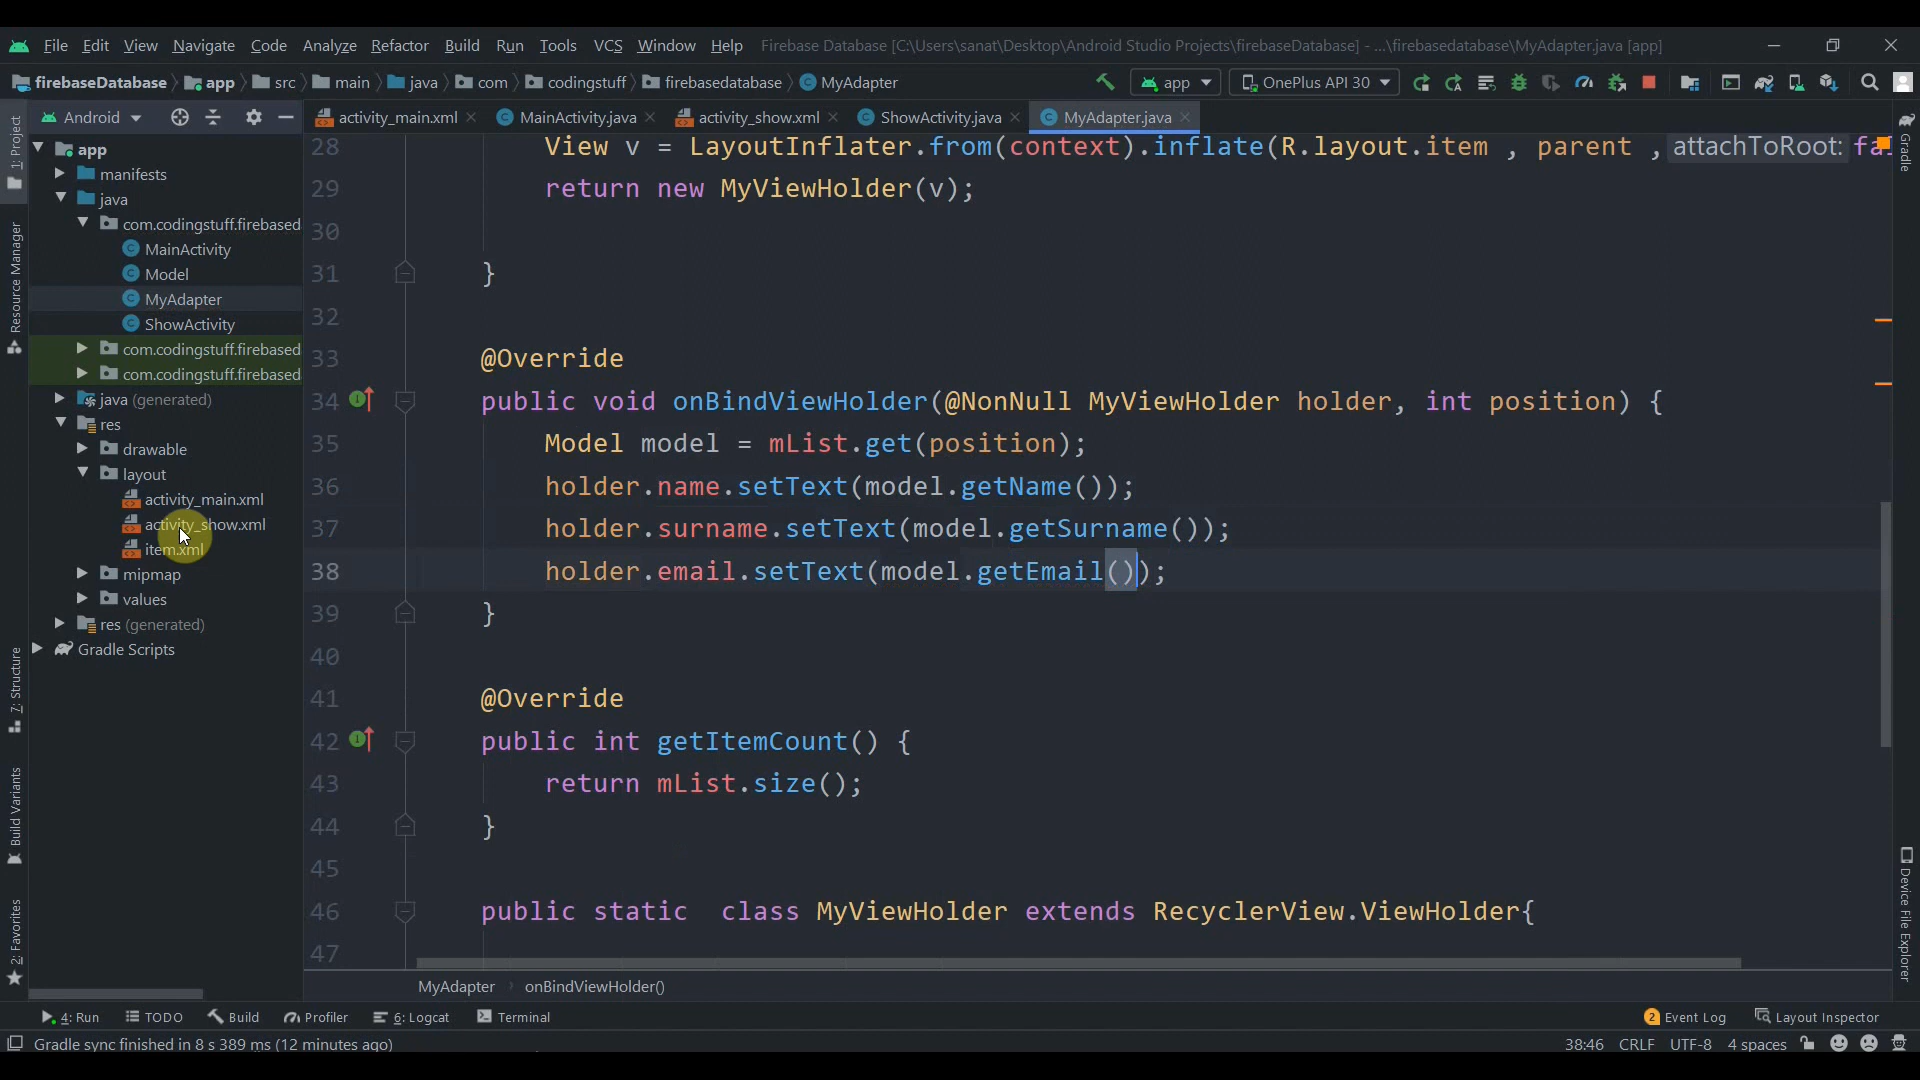 File Edit View Navigate Code Analyze Refactor Build Run Tools VCS Window Help Firebase Database [C:\Users\sanat\Desktop\Android Studio Projects\firebaseDatabase] - ...\firebasedatabase\MyAdapter.java [app]
firebaseDatabase app src main java com codingstuff firebasedatabase MyAdapter app OnePlus API 30
Android activity_main.xml MainActivity.java activity_show.xml ShowActivity.java MyAdapter.java
1: Project
Resource Manager
7: Structure
Build Variants
2: Favorites
app
manifests
java
com.codingstuff.firebased
MainActivity
Model
MyAdapter
ShowActivity
com.codingstuff.firebased
com.codingstuff.firebased
java (generated)
res
drawable
layout
activity_main.xml
activity_show.xml
item.xml
mipmap
values
res (generated)
Gradle Scripts
28 View v = LayoutInflater.from(context).inflate(R.layout.item , parent , attachToRoot:
29 return new MyViewHolder(v);
30
31 }
32
33 @Override
34 public void onBindViewHolder(@NonNull MyViewHolder holder, int position) {
35 Model model = mList.get(position);
36 holder.name.setText(model.getName());
37 holder.surname.setText(model.getSurname());
38 holder.email.setText(model.getEmail());
39 }
40
41 @Override
42 public int getItemCount() {
43 return mList.size();
44 }
45
46 public static class MyViewHolder extends RecyclerView.ViewHolder{
47
Gradle
Device File Explorer
MyAdapter onBindViewHolder()
4: Run TODO Build Profiler 6: Logcat Terminal 2 Event Log Layout Inspector
Gradle sync finished in 8 s 389 ms (12 minutes ago) 38:46 CRLF UTF-8 4 spaces